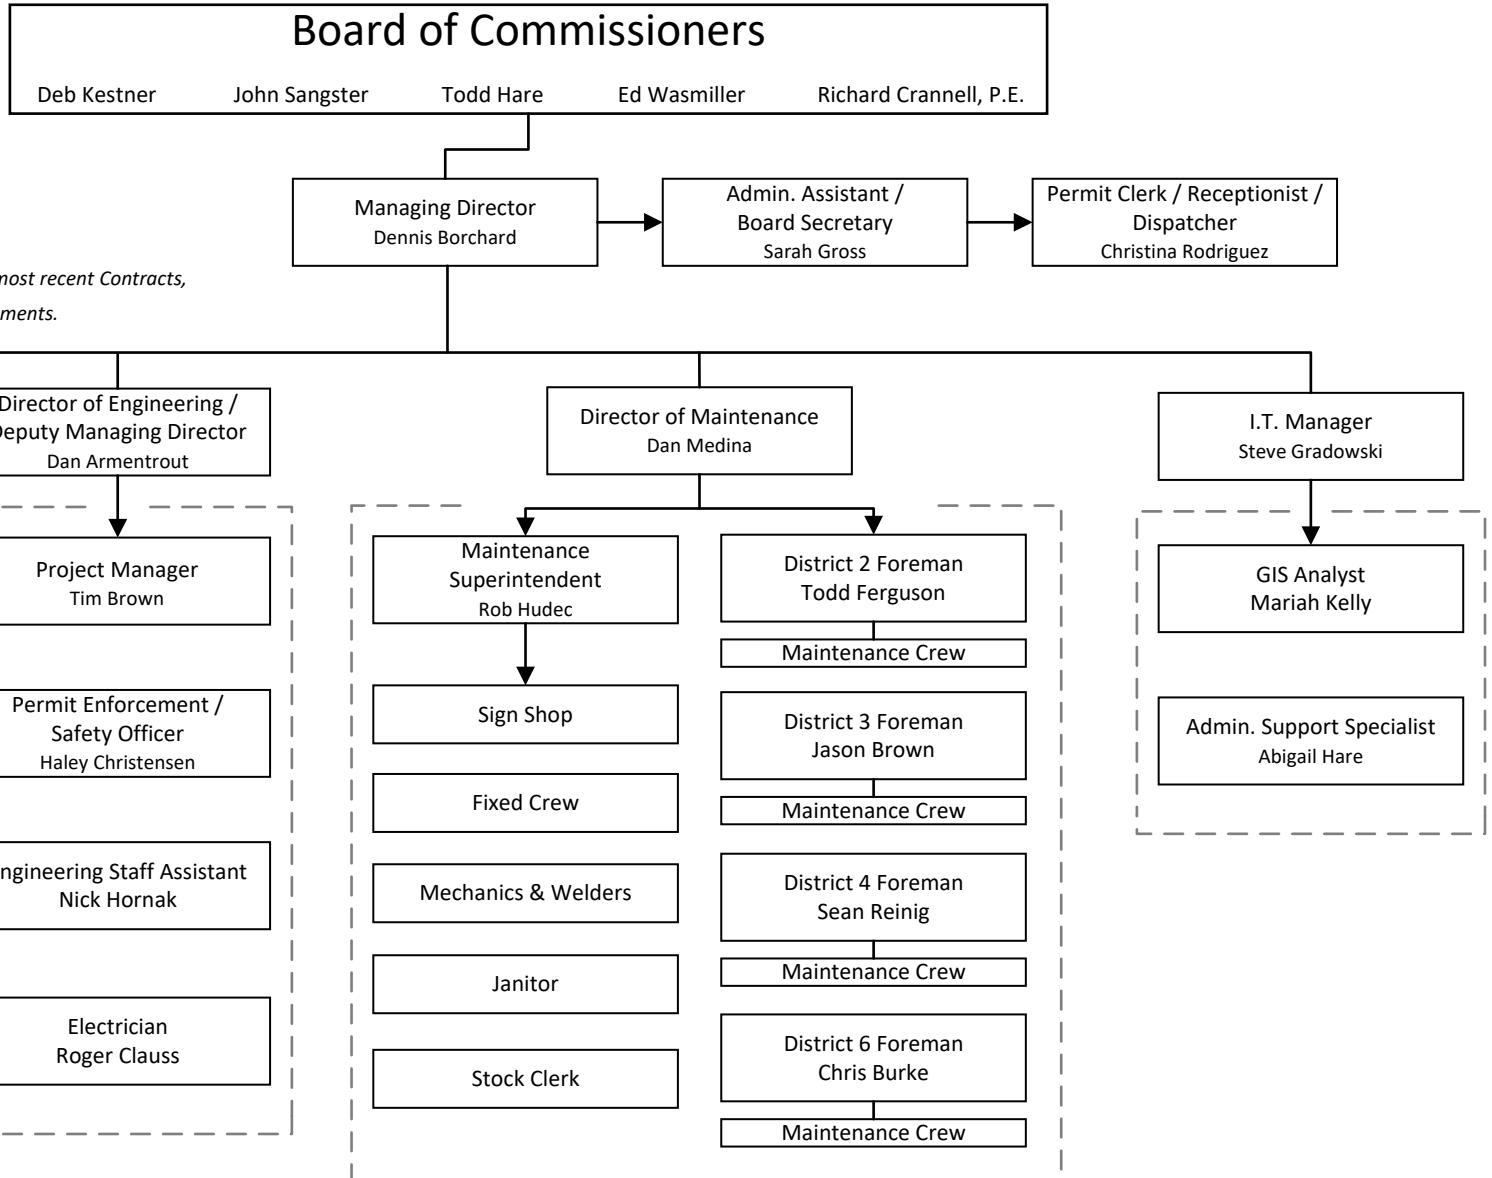 Board of Commissioners
Deb Kestner John Sangster Todd Hare Ed Wasmiller Richard Crannell, P.E.
Managing Director
Dennis Borchard
Admin. Assistant /
Board Secretary
Sarah Gross
Permit Clerk / Receptionist /
Dispatcher
Christina Rodriguez
most recent Contracts,
ments.
Director of Engineering /
Deputy Managing Director
Dan Armentrout
Director of Maintenance
Dan Medina
I.T. Manager
Steve Gradowski
Project Manager
Tim Brown
Permit Enforcement /
Safety Officer
Haley Christensen
ngineering Staff Assistant
Nick Hornak
Electrician
Roger Clauss
Maintenance
Superintendent
Rob Hudec
Sign Shop
Fixed Crew
Mechanics & Welders
Janitor
Stock Clerk
District 2 Foreman
Todd Ferguson
Maintenance Crew
District 3 Foreman
Jason Brown
Maintenance Crew
District 4 Foreman
Sean Reinig
Maintenance Crew
District 6 Foreman
Chris Burke
Maintenance Crew
GIS Analyst
Mariah Kelly
Admin. Support Specialist
Abigail Hare